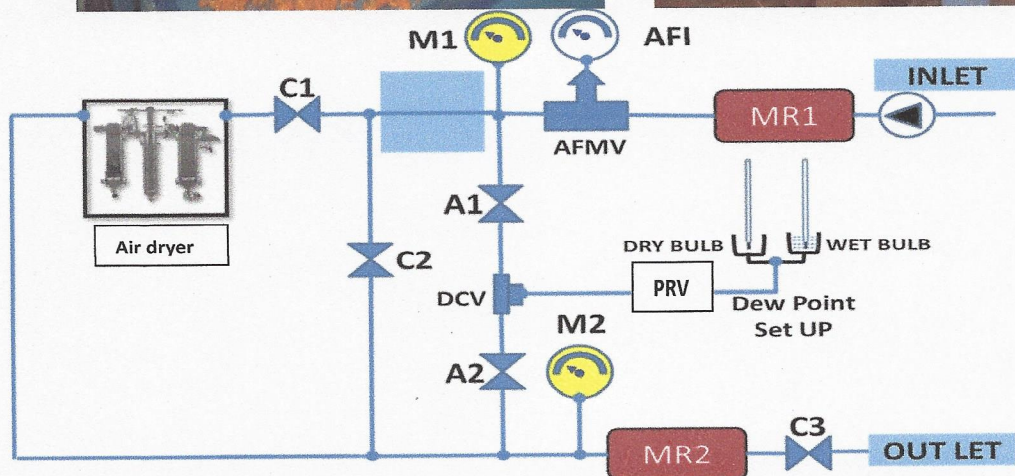 M1
AFI
INLET
C1
MR1
AFMV
A1
DRY BULB
WET BULB
Air dryer
C2
DCV
PRV
Dew Point
Set UP
M2
A2
C3
MR2
OUT LET